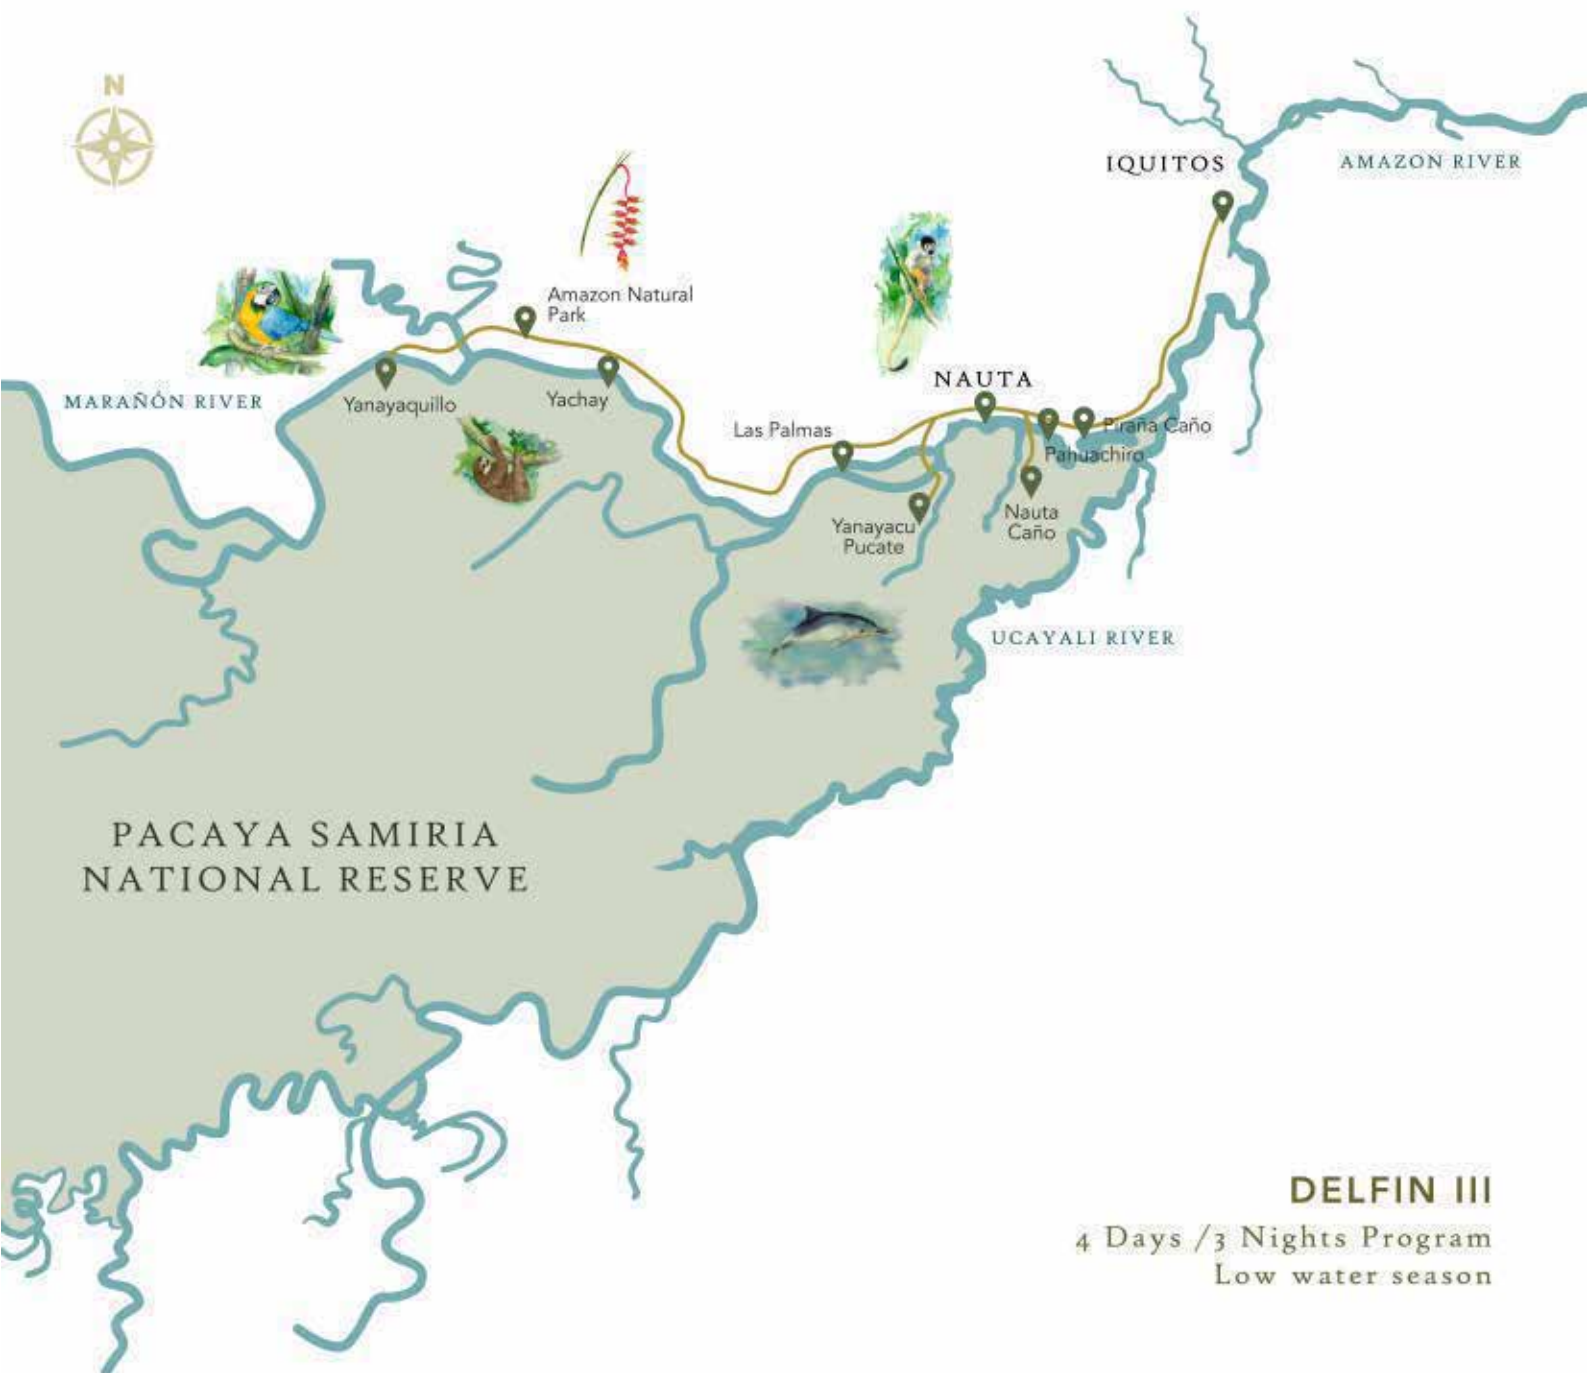 N
IQUITOS
AMAZON RIVER
Amazon Natural
Park
NAUTA
MARAÑÓN RIVER
Yanayaquillo
Yachay
Las Palmas
Piraña Caño
Pahuachiro
Yanayacu
Pucate
Nauta
Caño
UCAYALI RIVER
PACAYA SAMIRIA
NATIONAL RESERVE
DELFIN III
4 Days /3 Nights Program
Low water season